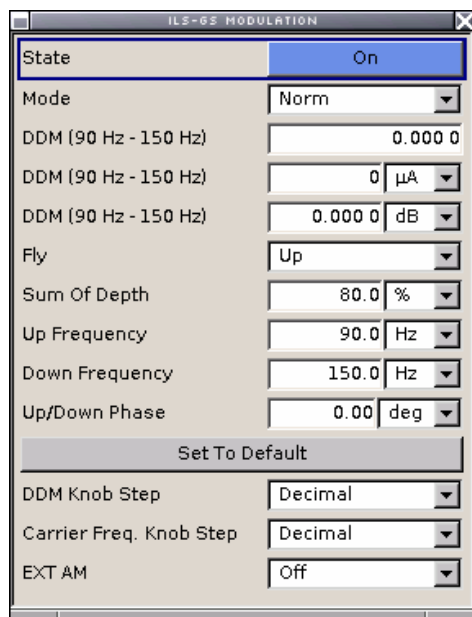 ILS-GS MODULATION
State On
Mode Norm
DDM (90 Hz - 150 Hz) 0.000 0
DDM (90 Hz - 150 Hz) 0 µA
DDM (90 Hz - 150 Hz) 0.000 0 dB
Fly Up
Sum Of Depth 80.0 %
Up Frequency 90.0 Hz
Down Frequency 150.0 Hz
Up/Down Phase 0.00 deg
Set To Default
DDM Knob Step Decimal
Carrier Freq. Knob Step Decimal
EXT AM Off